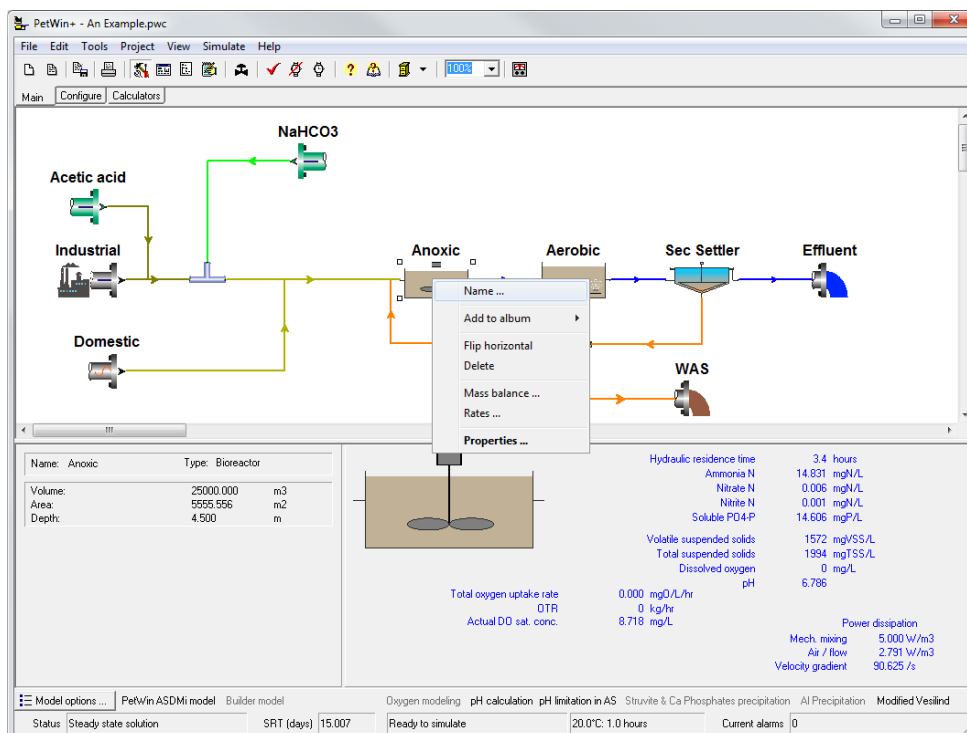 PetWin+ - An Example.pwc
File Edit Tools Project View Simulate Help
100%
Main Configure Calculators
NaHCO3
Acetic acid
Industrial
Anoxic
Aerobic
Sec Settler
Effluent
Domestic
WAS
Name ...
Add to album
Flip horizontal
Delete
Mass balance ...
Rates ...
Properties ...
Name: Anoxic Type: Bioreactor
Volume: 25000.000 m3
Area: 5555.556 m2
Depth: 4.500 m
Hydraulic residence time 3.4 hours
Ammonia N 14.831 mgN/L
Nitrate N 0.006 mgN/L
Nitrite N 0.001 mgN/L
Soluble PO4-P 14.606 mgP/L
Volatile suspended solids 1572 mgVSS/L
Total suspended solids 1994 mgTSS/L
Dissolved oxygen 0 mg/L
pH 6.786
Total oxygen uptake rate 0.000 mgO/L/hr
OTR 0 kg/hr
Actual DO sat. conc. 8.718 mg/L
Power dissipation
Mech. mixing 5.000 W/m3
Air / flow 2.791 W/m3
Velocity gradient 90.625 /s
Model options ... PetWin ASDMi model Builder model Oxygen modeling pH calculation pH limitation in AS Struvite & Ca Phosphates precipitation Al Precipitation Modified Vesilind
Status Steady state solution SRT (days) 15.007 Ready to simulate 20.0°C: 1.0 hours Current alarms 0